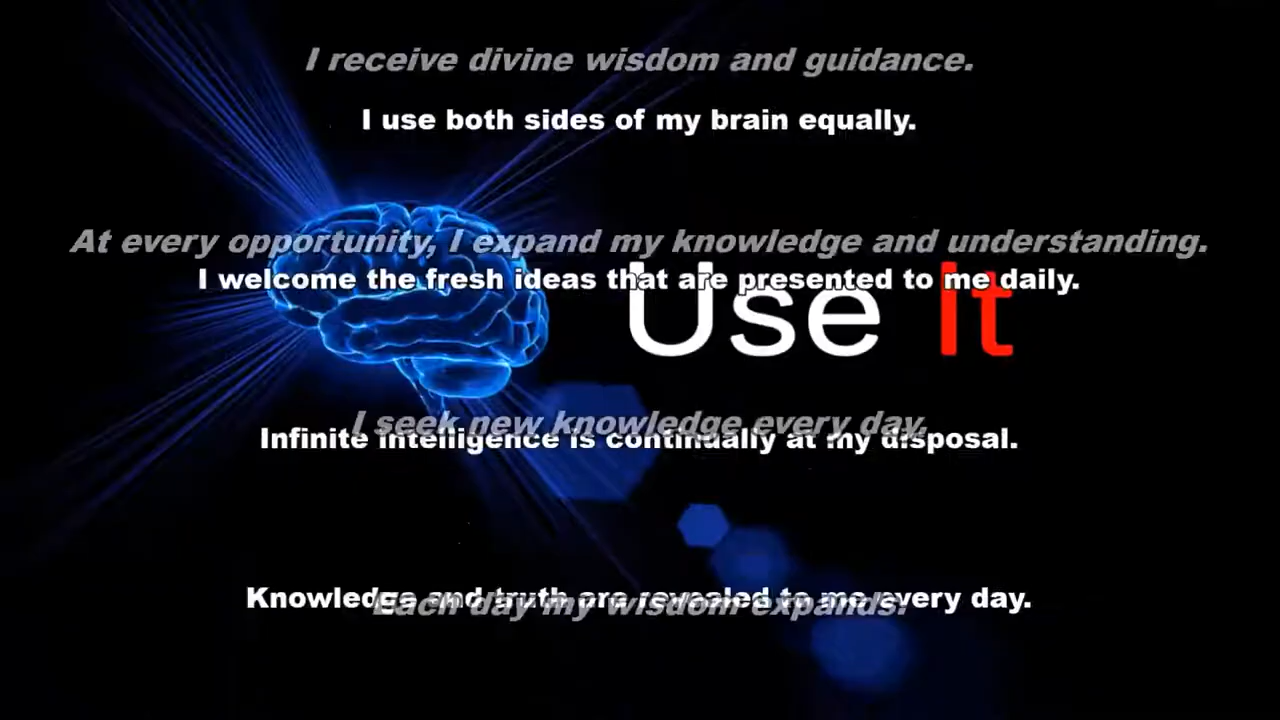 I receive divine wisdom and guidance.
I use both sides of my brain equally.
At every opportunity, I expand my knowledge and understanding.
I welcome the fresh ideas that are presented to me daily.
Use It
I seek new knowledge every day.
Infinite intelligence is continually at my disposal.
Knowledge and truth are revealed to me every day.
Each day my wisdom expands.